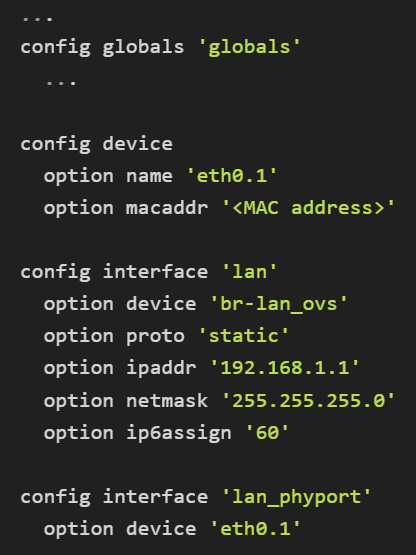 ...
config globals 'globals'
  ...

config device
  option name 'eth0.1'
  option macaddr '<MAC address>'

config interface 'lan'
  option device 'br-lan_ovs'
  option proto 'static'
  option ipaddr '192.168.1.1'
  option netmask '255.255.255.0'
  option ip6assign '60'

config interface 'lan_phyport'
  option device 'eth0.1'